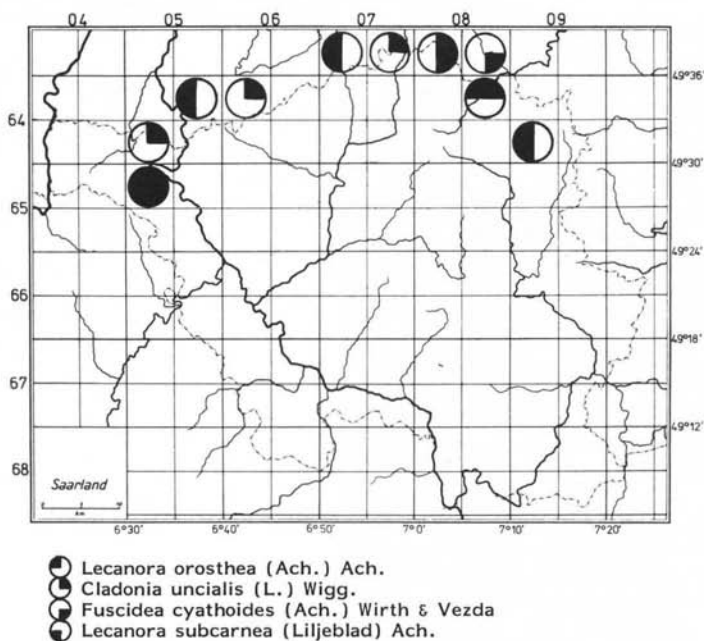 04 05 06 07 08 09
49°36'
64
49°30'
65
49°24'
66
49°18'
67
49°12'
68
Saarland
Km
6°30' 6°40' 6°50' 7°0' 7°10' 7°20'
Lecanora orosthea (Ach.) Ach.
Cladonia uncialis (L.) Wigg.
Fuscidea cyathoides (Ach.) Wirth & Vezda
Lecanora subcarnea (Liljeblad) Ach.